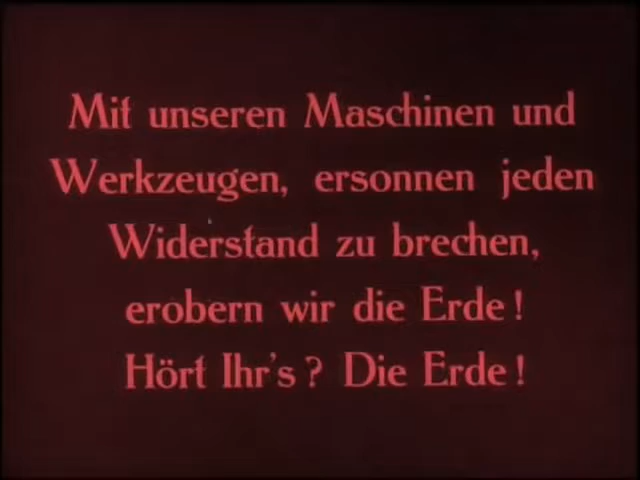 Mit unseren Maschinen und
Werkzeugen, ersonnen jeden
Widerstand zu brechen,
erobern wir die Erde!
Hört Ihr's? Die Erde!